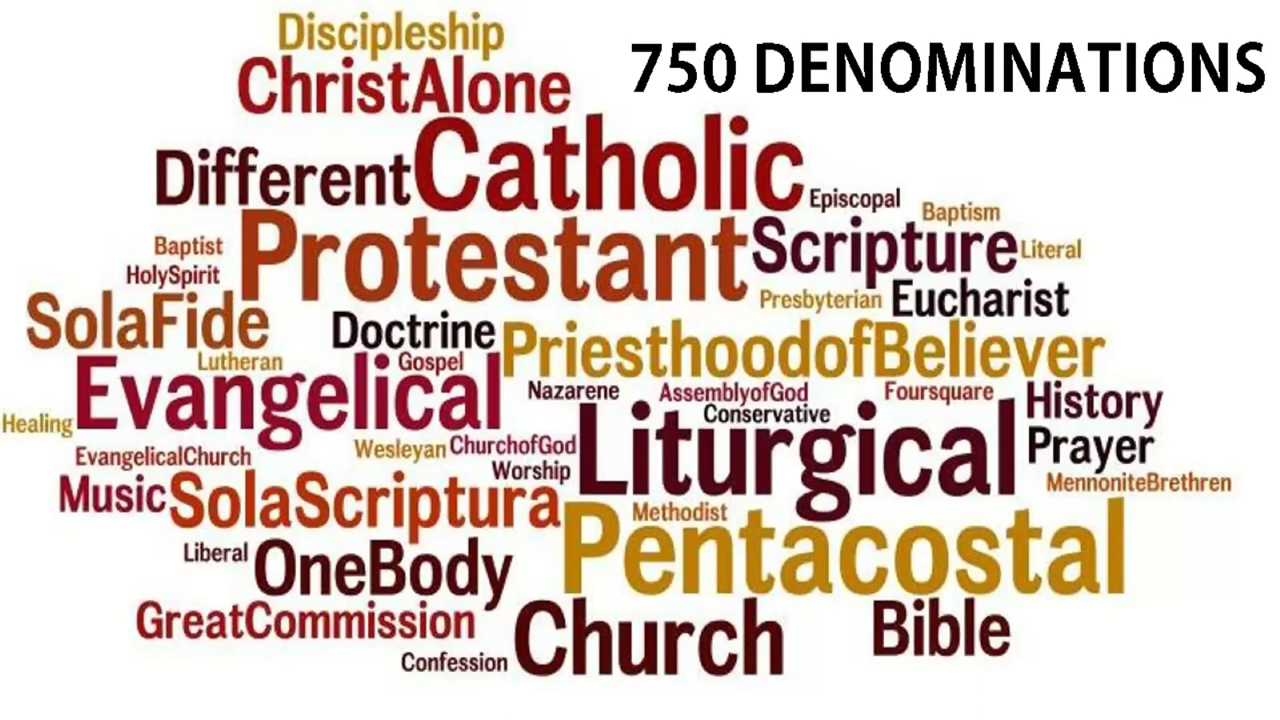 Discipleship
750 DENOMINATIONS
ChristAlone
Different
Catholic
Episcopal
Baptism
Baptist
Protestant
Scripture
Literal
HolySpirit
Presbyterian
Eucharist
SolaFide
Doctrine
PriesthoodofBeliever
Lutheran
Gospel
Evangelical
Nazarene
AssemblyofGod
Foursquare
History
Conservative
Healing
Liturgical
Prayer
EvangelicalChurch
Wesleyan
ChurchofGod
Worship
MennoniteBrethren
Music
SolaScriptura
Methodist
Pentacostal
Liberal
OneBody
GreatCommission
Church
Bible
Confession